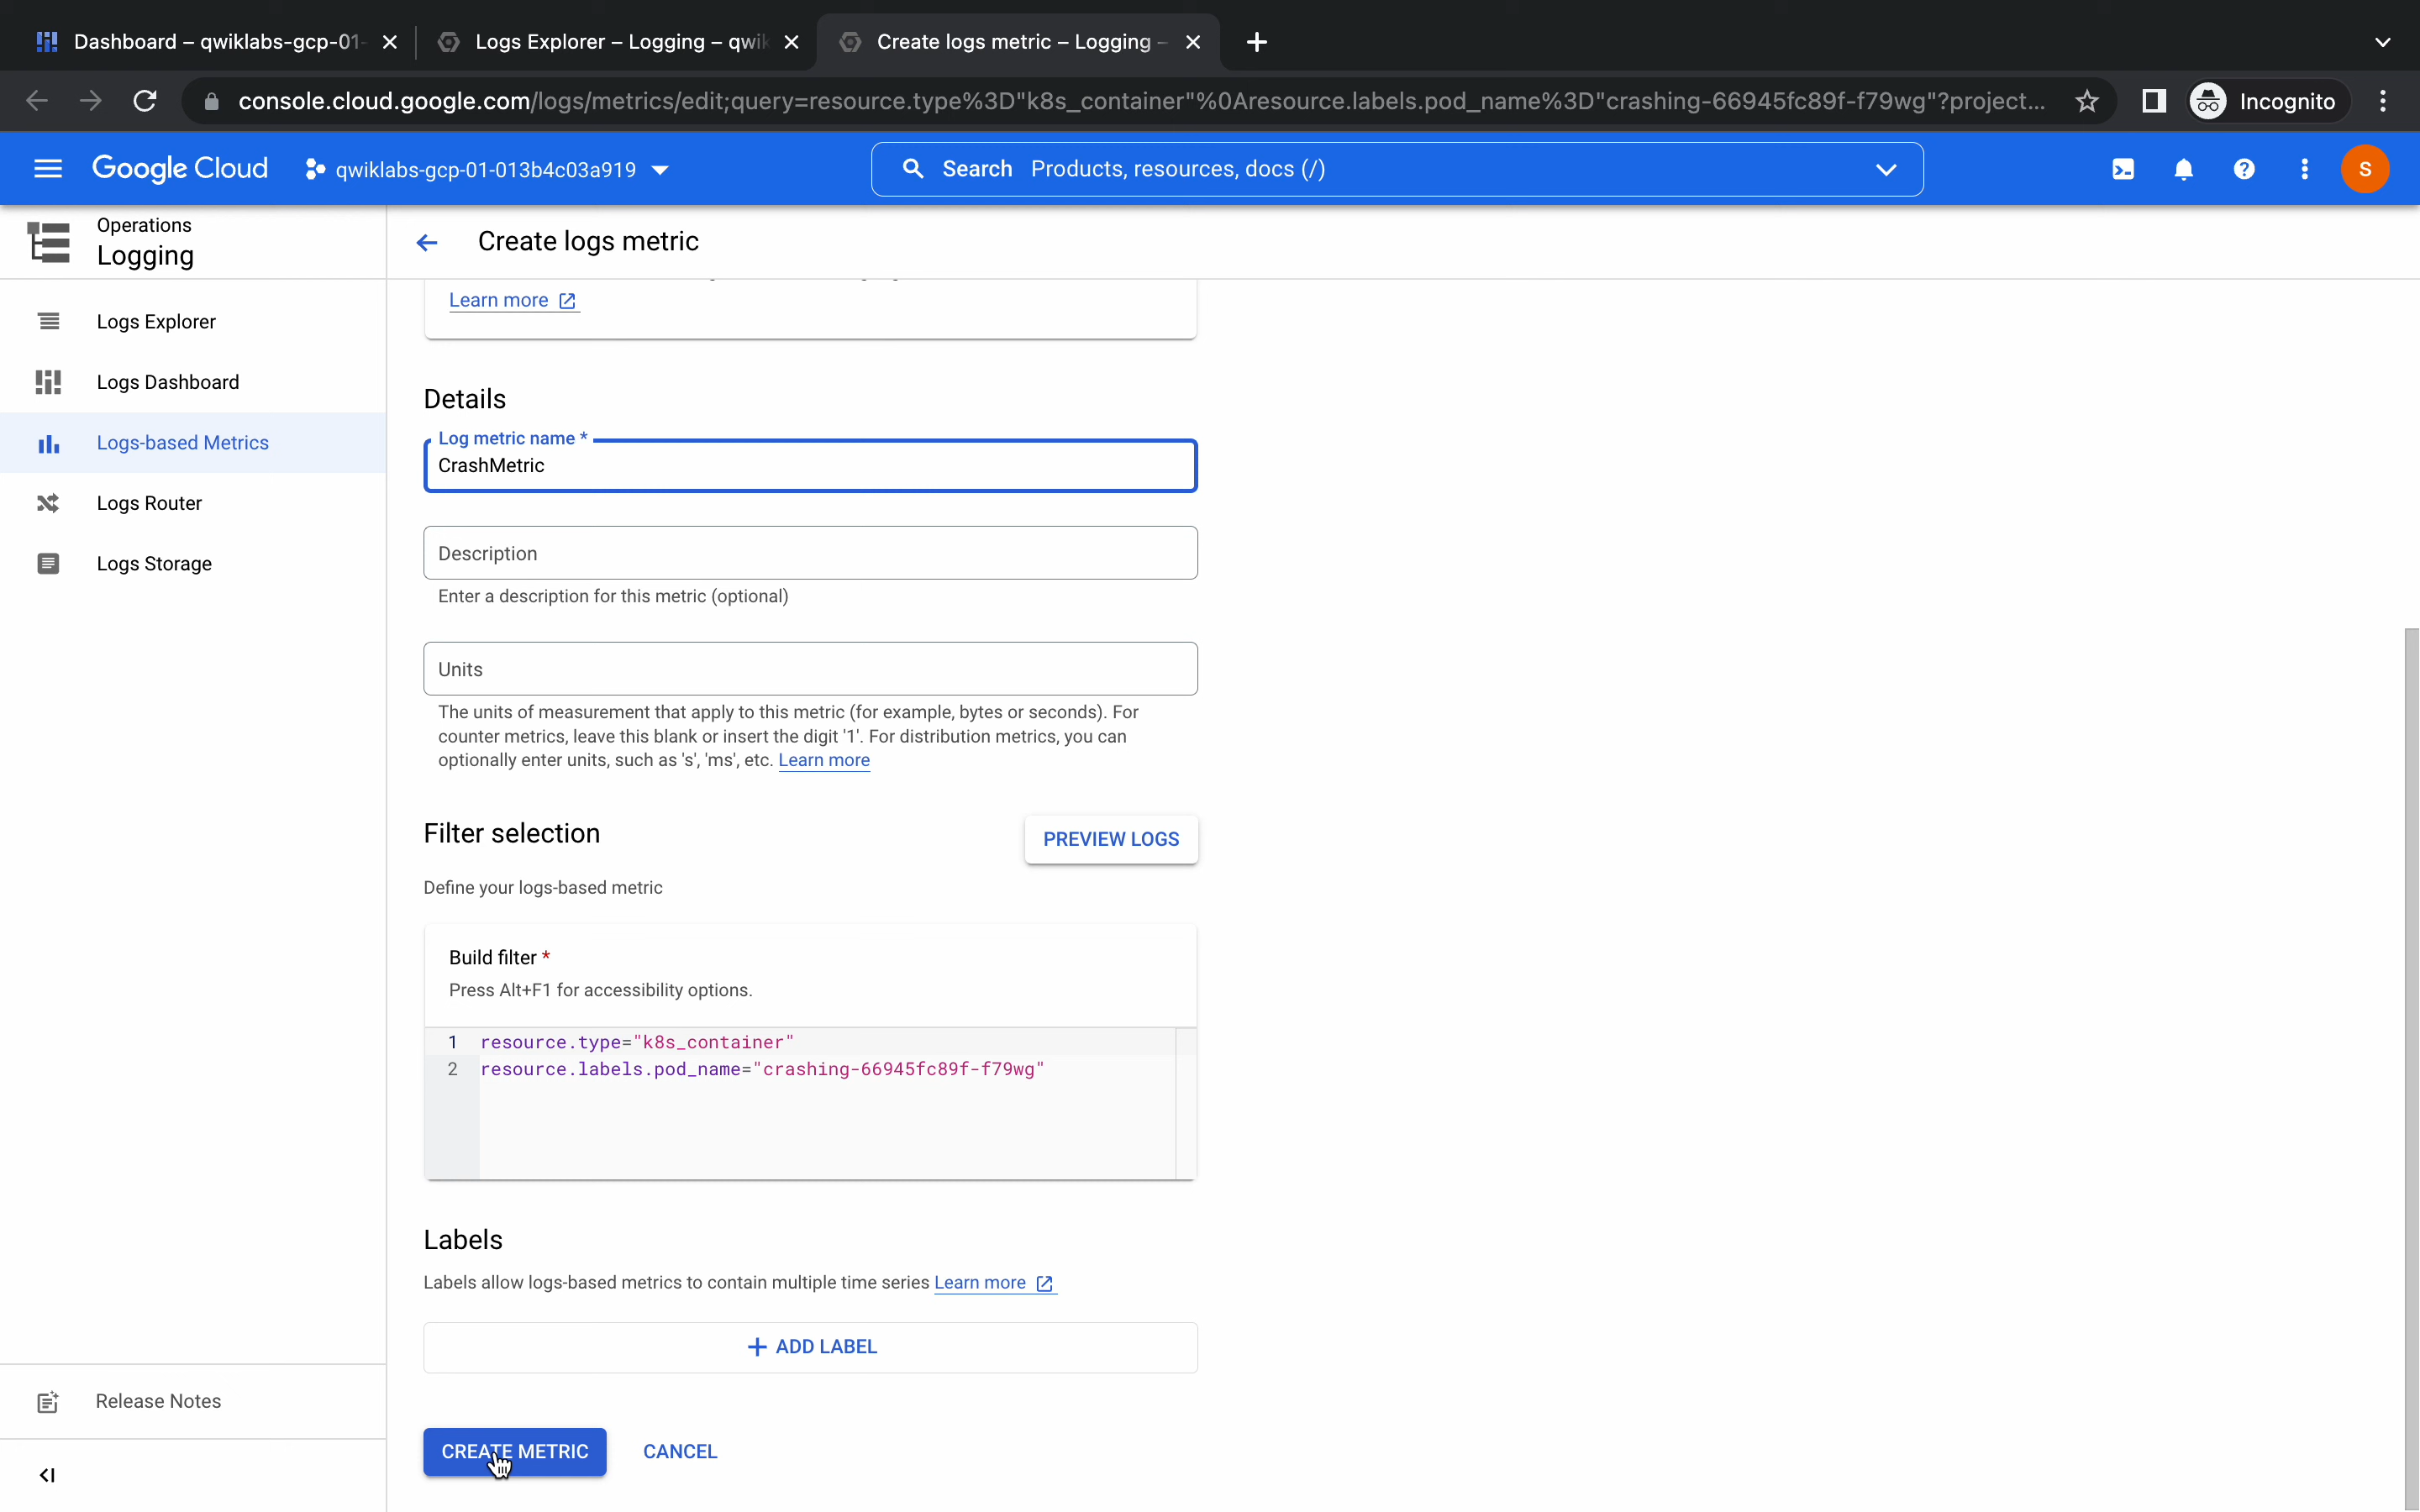 Dashboard – qwiklabs-gcp-01-
Logs Explorer – Logging – qwik
Create logs metric – Logging –
console.cloud.google.com/logs/metrics/edit;query=resource.type%3D"k8s_container"%0Aresource.labels.pod_name%3D"crashing-66945fc89f-f79wg"?project...
Incognito
Google Cloud
qwiklabs-gcp-01-013b4c03a919
Search Products, resources, docs (/)
S
Operations
Logging
Create logs metric
Logs Explorer
Logs Dashboard
Logs-based Metrics
Logs Router
Logs Storage
Release Notes
Learn more
Details
Log metric name *
CrashMetric
Description
Enter a description for this metric (optional)
Units
The units of measurement that apply to this metric (for example, bytes or seconds). For
counter metrics, leave this blank or insert the digit '1'. For distribution metrics, you can
optionally enter units, such as 's', 'ms', etc. Learn more
Filter selection
PREVIEW LOGS
Define your logs-based metric
Build filter *
Press Alt+F1 for accessibility options.
1 resource.type="k8s_container"
2 resource.labels.pod_name="crashing-66945fc89f-f79wg"
Labels
Labels allow logs-based metrics to contain multiple time series Learn more
ADD LABEL
CREATE METRIC
CANCEL